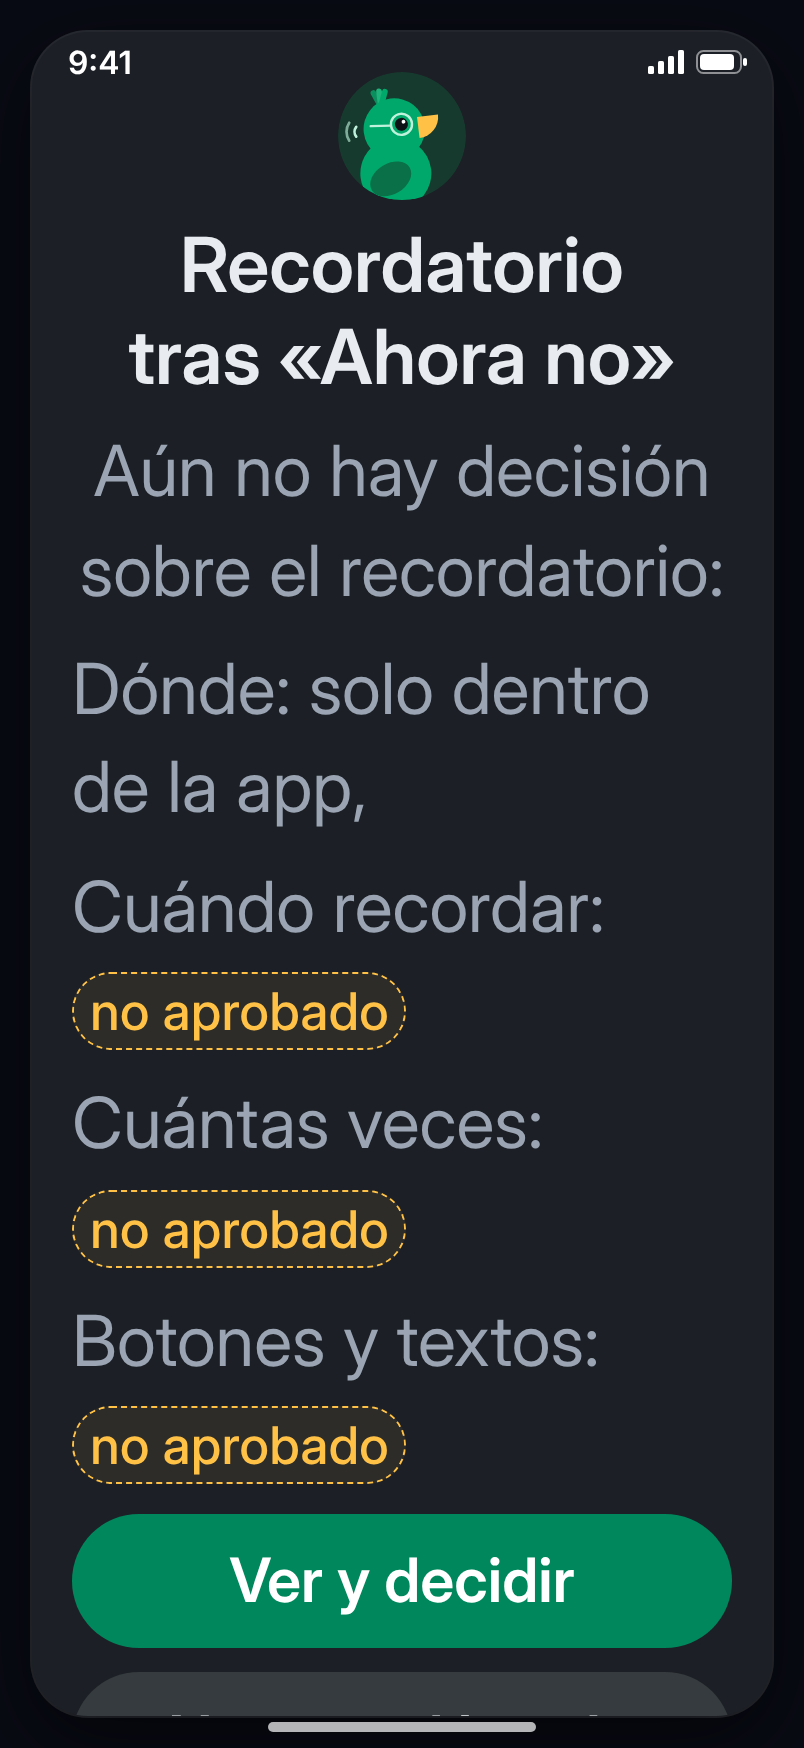 9:41
Recordatorio
tras «Ahora no»
Aún no hay decisión
sobre el recordatorio:
Dónde: solo dentro
de la app,
Cuándo recordar:
no aprobado
Cuántas veces:
no aprobado
Botones y textos:
no aprobado
Ver y decidir